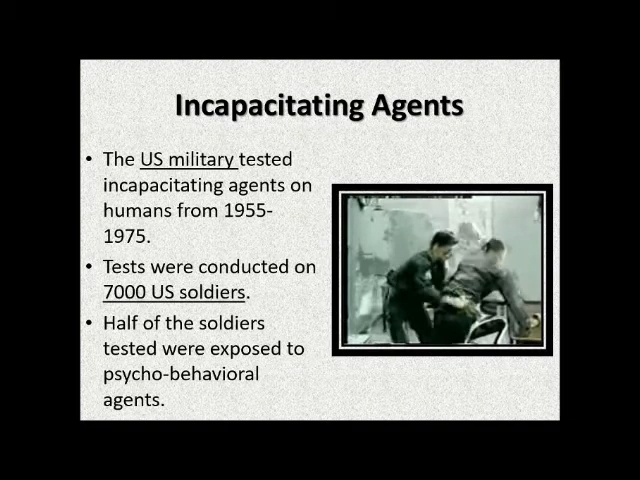 Incapacitating Agents
• The US military tested
incapacitating agents on
humans from 1955-
1975.
• Tests were conducted on
7000 US soldiers.
• Half of the soldiers
tested were exposed to
psycho-behavioral
agents.